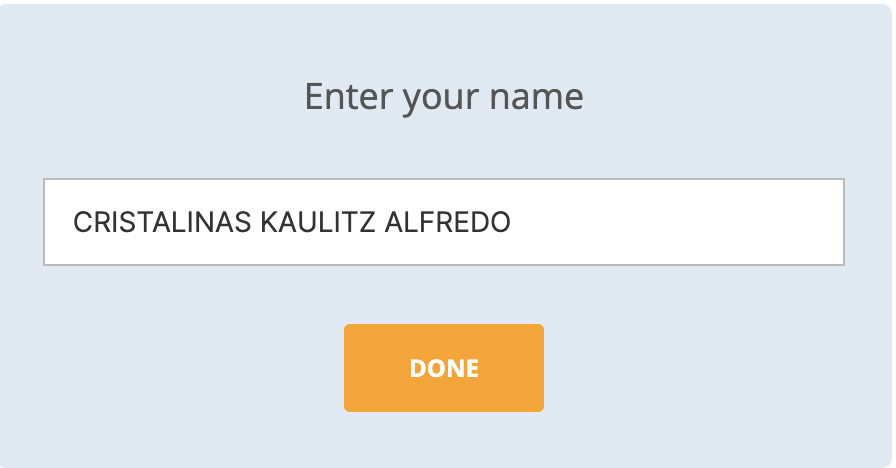 Enter your name
CRISTALINAS KAULITZ ALFREDO
DONE